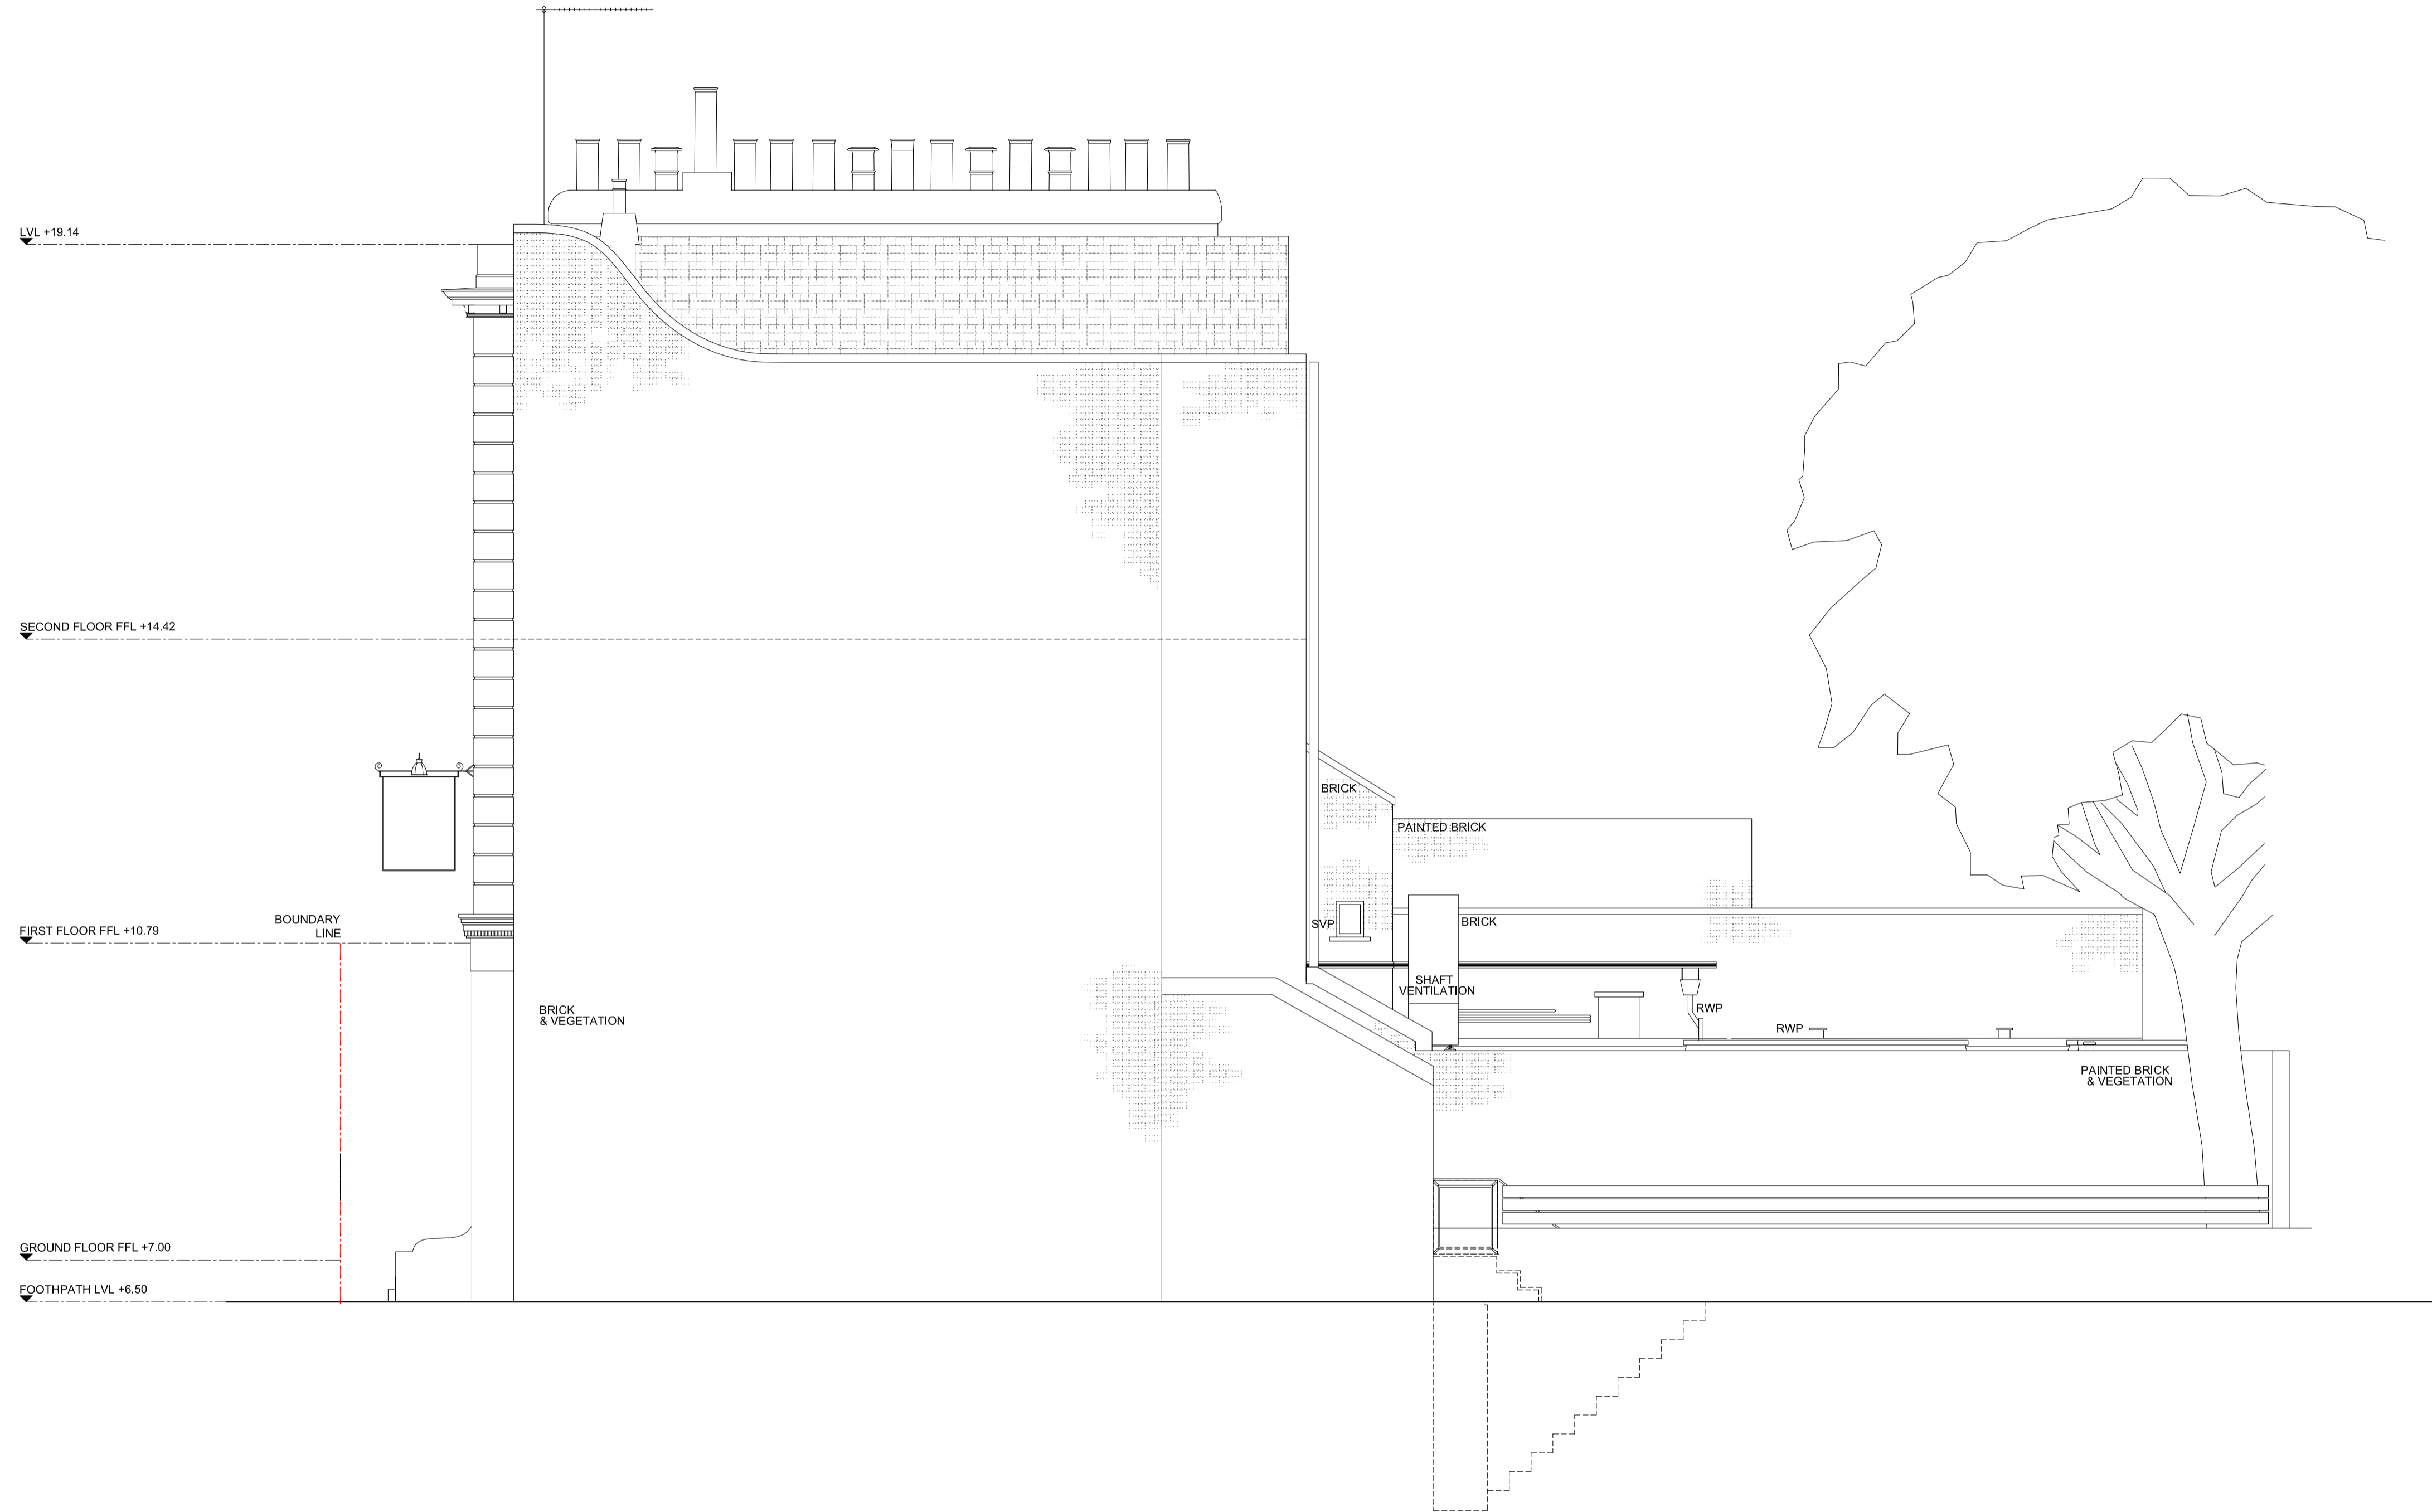 LVL +19.14
SECOND FLOOR FFL +14.42
BRICK
PAINTED BRICK
BOUNDARY
LINE
FIRST FLOOR FFL +10.79
SVP
BRICK
SHAFT
VENTILATION
BRICK
& VEGETATION
RWP
RWP
PAINTED BRICK
& VEGETATION
GROUND FLOOR FFL +7.00
FOOTHPATH LVL +6.50